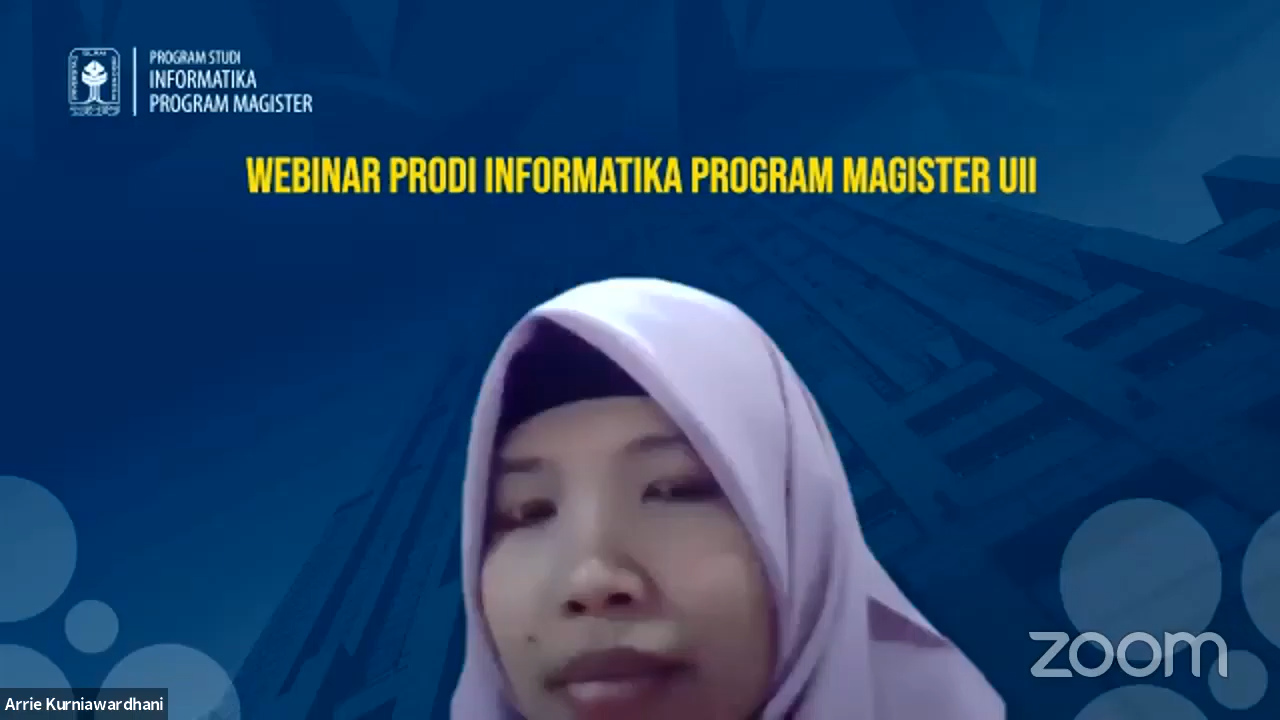 PROGRAM STUDI
INFORMATIKA
PROGRAM MAGISTER
WEBINAR PRODI INFORMATIKA PROGRAM MAGISTER UII
zoom
Arrie Kurniawardhani